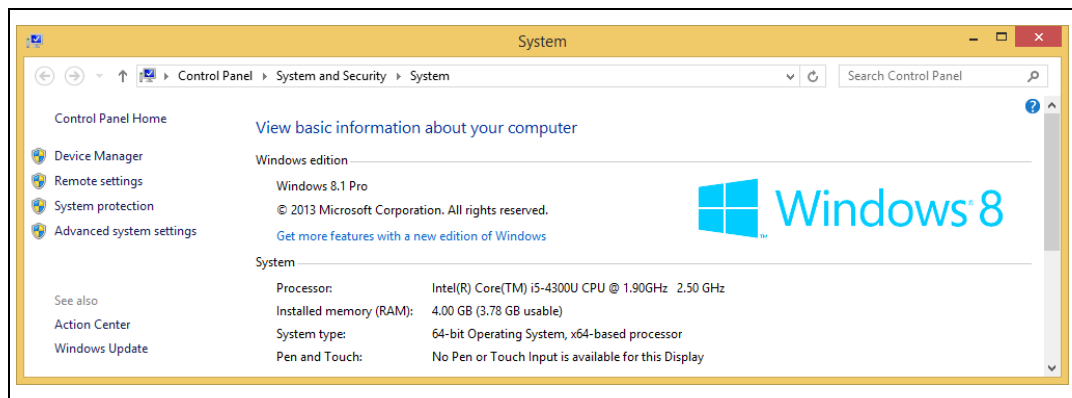 System
Control Panel System and Security System
Search Control Panel
Control Panel Home
Device Manager
Remote settings
System protection
Advanced system settings
See also
Action Center
Windows Update
View basic information about your computer
Windows edition
Windows 8.1 Pro
© 2013 Microsoft Corporation. All rights reserved.
Get more features with a new edition of Windows
Windows® 8
™
System
Processor: Intel(R) Core(TM) i5-4300U CPU @ 1.90GHz 2.50 GHz
Installed memory (RAM): 4.00 GB (3.78 GB usable)
System type: 64-bit Operating System, x64-based processor
Pen and Touch: No Pen or Touch Input is available for this Display